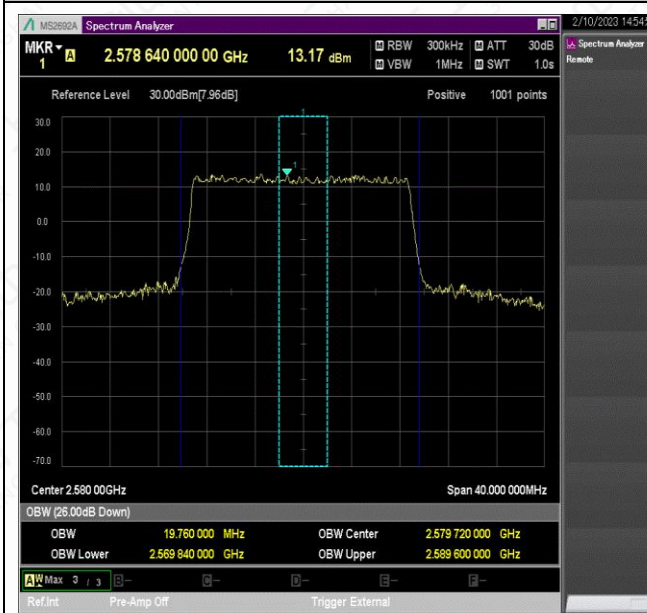 MS2692A Spectrum Analyzer
2/10/2023 1454
MKR 1 A 2.578 640 000 00 GHz 13.17 dBm
M RBW 300kHz M ATT 30dB
M VBW 1MHz M SWT 1.0s
Spectrum Analyzer
Remote
Reference Level 30.00dBm[7.96dB] Positive 1001 points
30.0
1
20.0
1
10.0
0.0
-10.0
-20.0
-30.0
-40.0
-50.0
-60.0
-70.0
Center 2.580 00GHz Span 40.000 000MHz
OBW (26.00dB Down)
OBW 19.760 000 MHz OBW Center 2.579 720 000 GHz
OBW Lower 2.569 840 000 GHz OBW Upper 2.589 600 000 GHz
A W Max 3 / 3 B- C- D- E- F-
Ref.Int Pre-Amp Off Trigger External